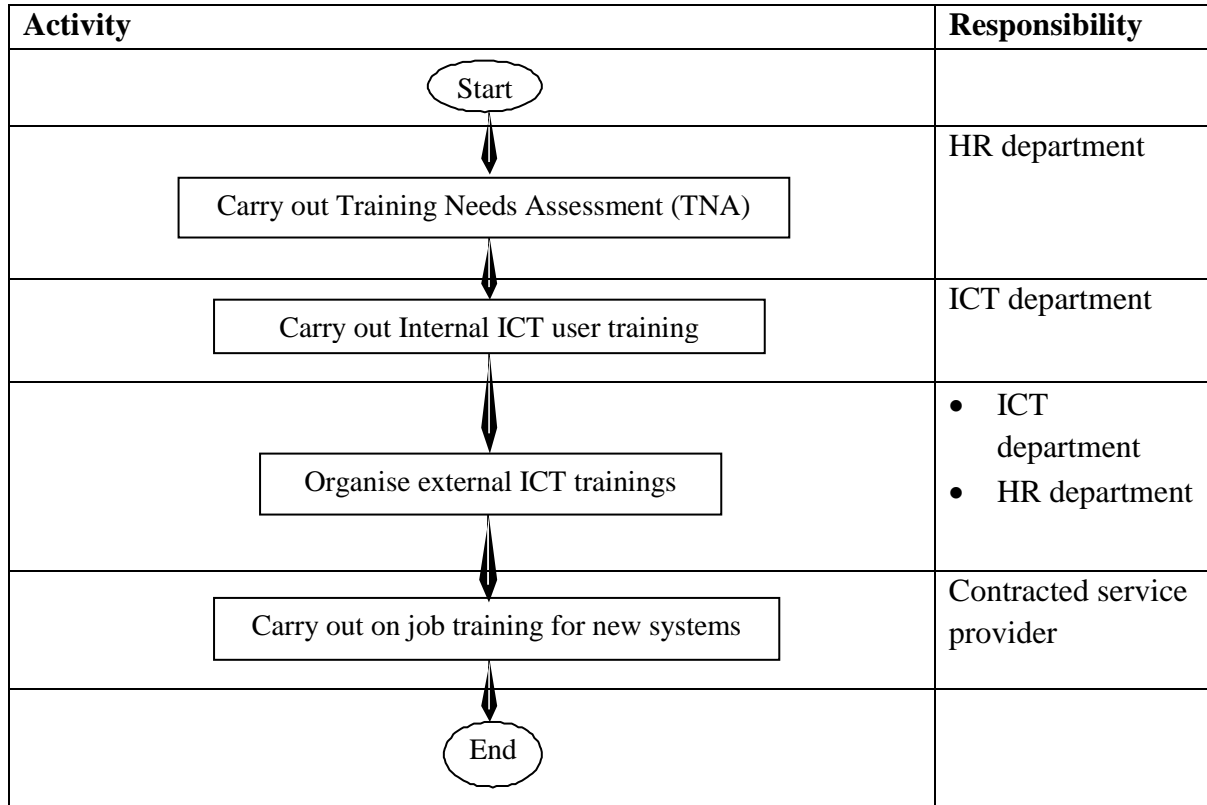 Activity
Responsibility
Start
HR department
Carry out Training Needs Assessment (TNA)
ICT department
Carry out Internal ICT user training
• ICT
department
• HR department
Organise external ICT trainings
Contracted service
provider
Carry out on job training for new systems
End